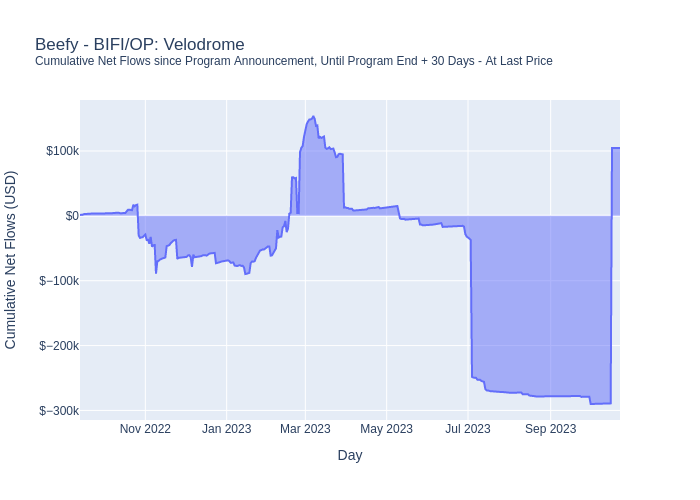 Beefy - BIFI/OP: Velodrome
Cumulative Net Flows since Program Announcement, Until Program End + 30 Days - At Last Price
Cumulative Net Flows (USD)
$100k
$0
$−100k
$−200k
$−300k
Nov 2022
Jan 2023
Mar 2023
May 2023
Jul 2023
Sep 2023
Day